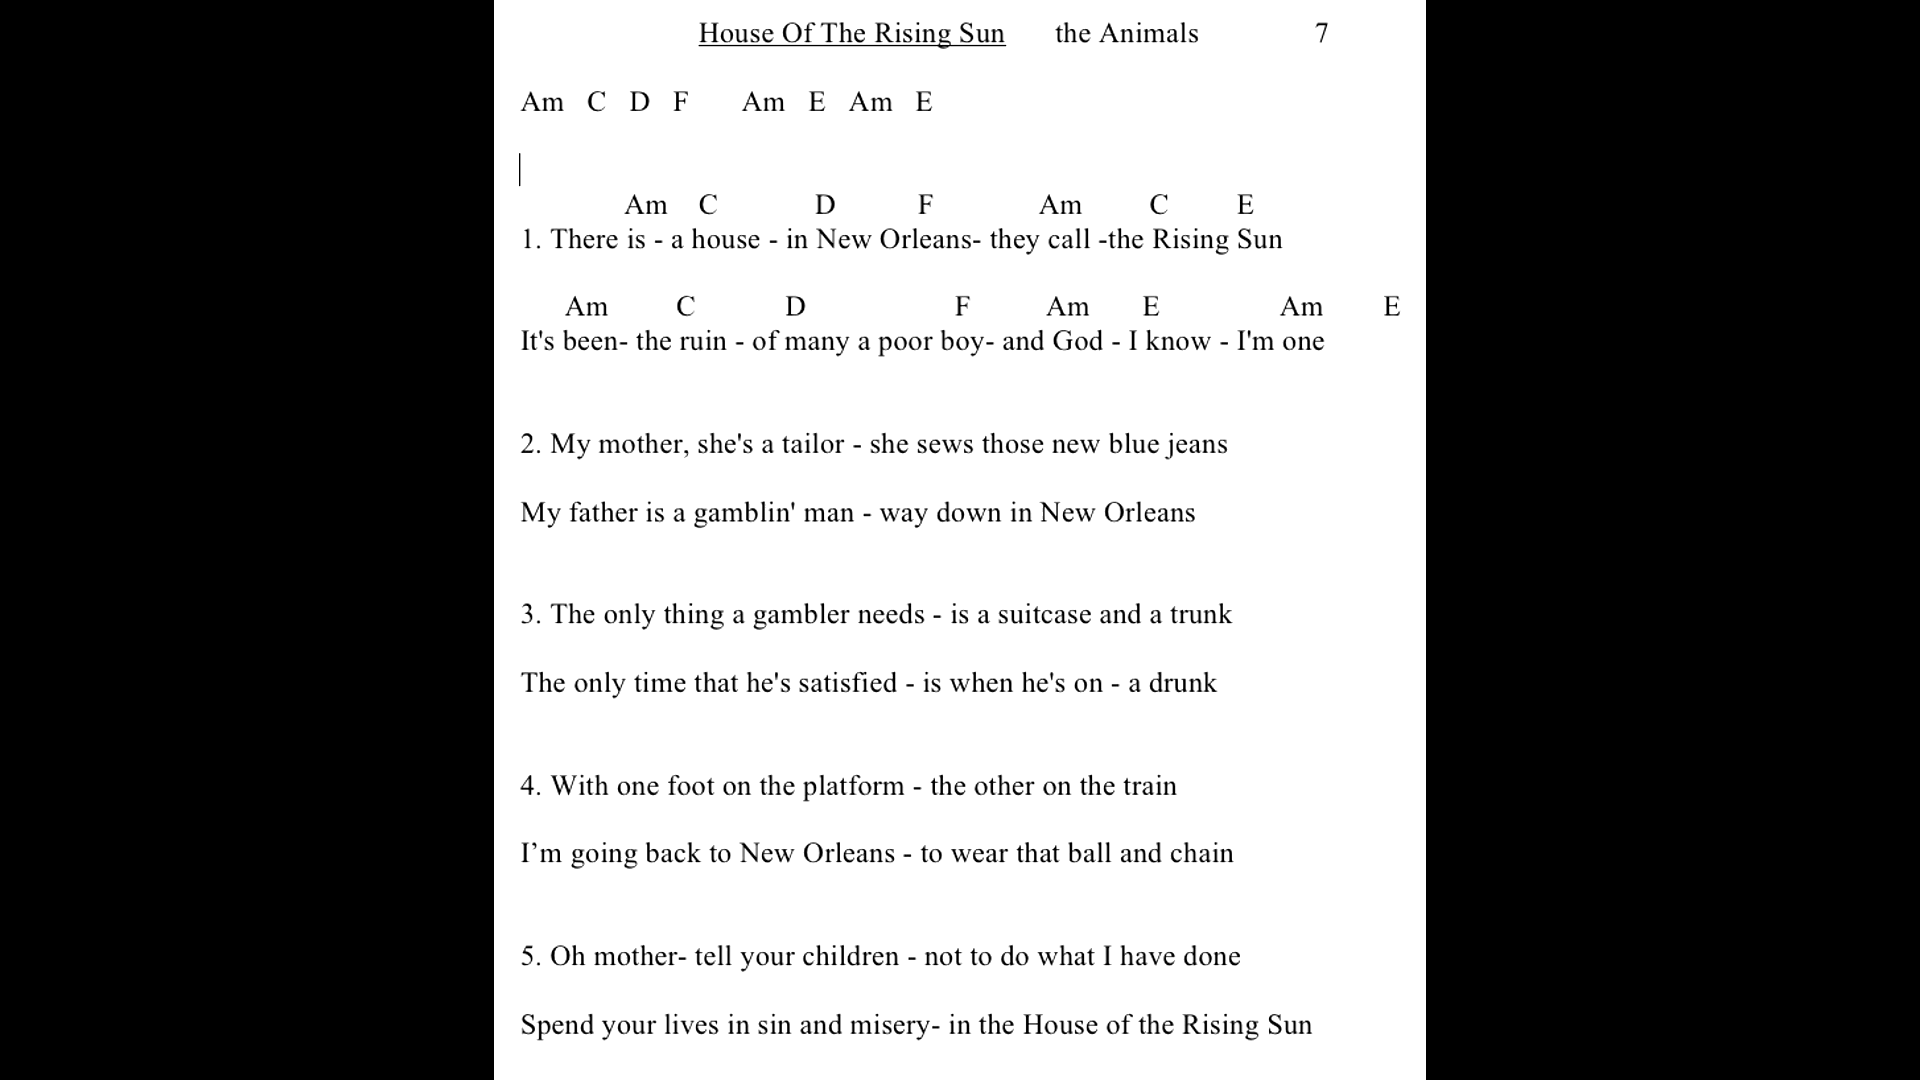 House Of The Rising Sun the Animals 7
Am C D F Am E Am E
Am C D F Am C E
1. There is - a house - in New Orleans- they call -the Rising Sun
Am C D F Am E Am E
It's been- the ruin - of many a poor boy- and God - I know - I'm one
2. My mother, she's a tailor - she sews those new blue jeans
My father is a gamblin' man - way down in New Orleans
3. The only thing a gambler needs - is a suitcase and a trunk
The only time that he's satisfied - is when he's on - a drunk
4. With one foot on the platform - the other on the train
I’m going back to New Orleans - to wear that ball and chain
5. Oh mother- tell your children - not to do what I have done
Spend your lives in sin and misery- in the House of the Rising Sun